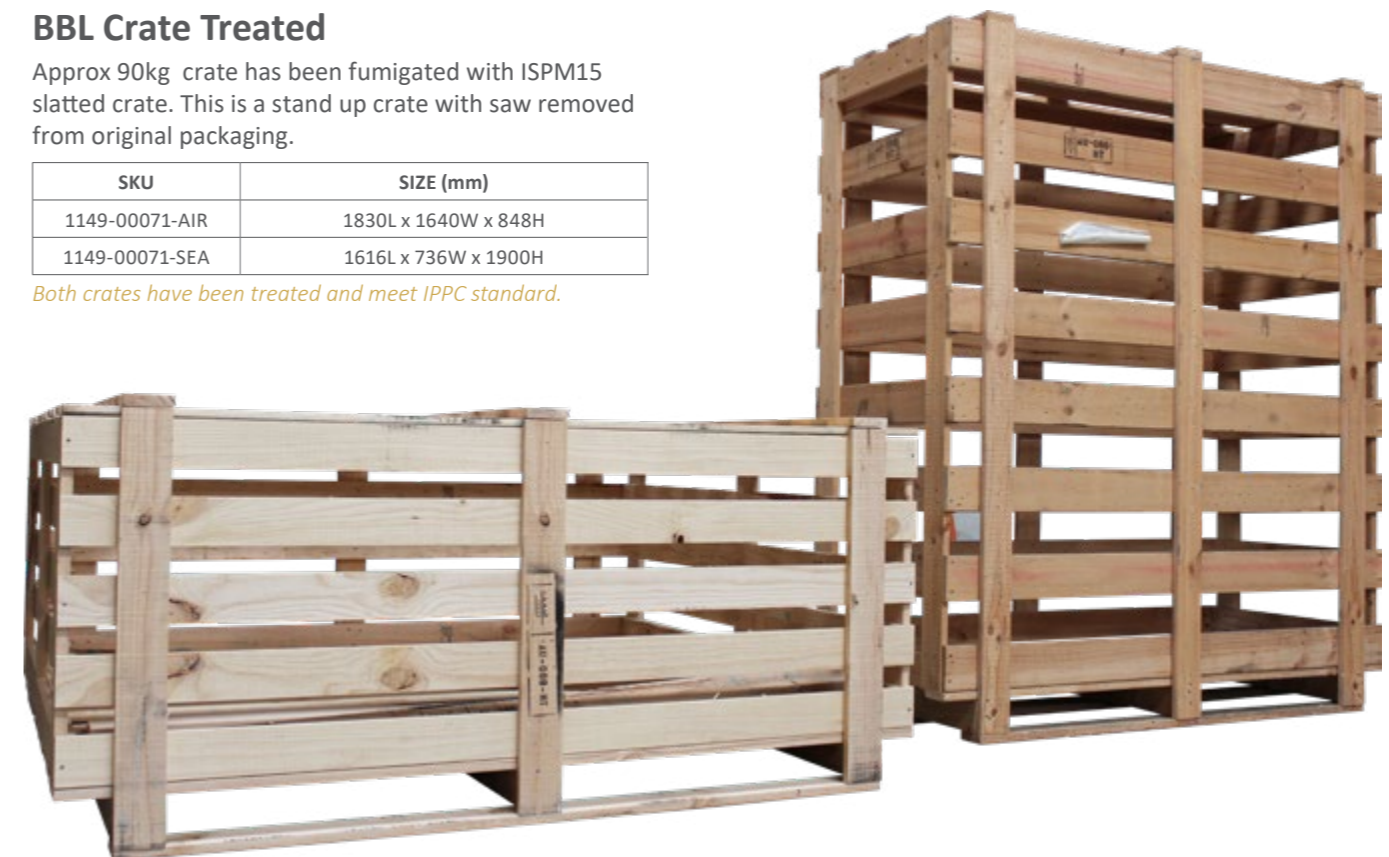 BBL Crate Treated
Approx 90kg crate has been fumigated with ISPM15
slatted crate. This is a stand up crate with saw removed
from original packaging.
SKU SIZE (mm)
1149-00071-AIR 1830L x 1640W x 848H
1149-00071-SEA 1616L x 736W x 1900H
Both crates have been treated and meet IPPC standard.